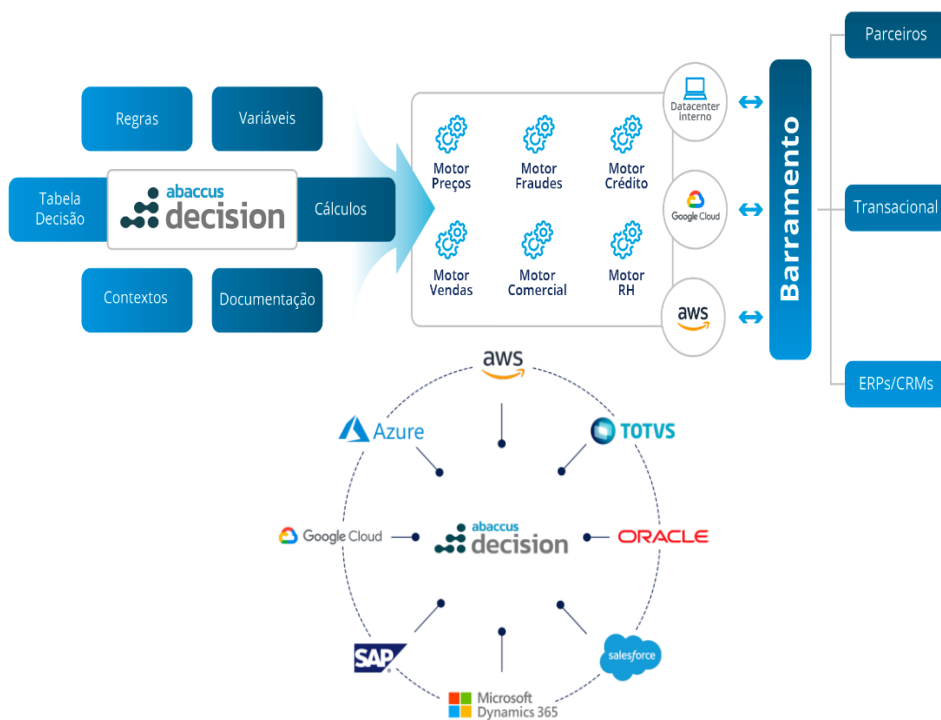 Parceiros
Regras
Variáveis
Datacenter
interno
Barramento
Motor
Preços
Motor
Fraudes
Motor
Crédito
Tabela
Decisão
abaccus
decision
Cálculos
Google Cloud
Transacional
Motor
Vendas
Motor
Comercial
Motor
RH
Contextos
Documentação
aws
aws
ERPs/CRMs
Azure
TOTVS
Google Cloud
abaccus
decision
ORACLE
SAP
salesforce
Microsoft
Dynamics 365